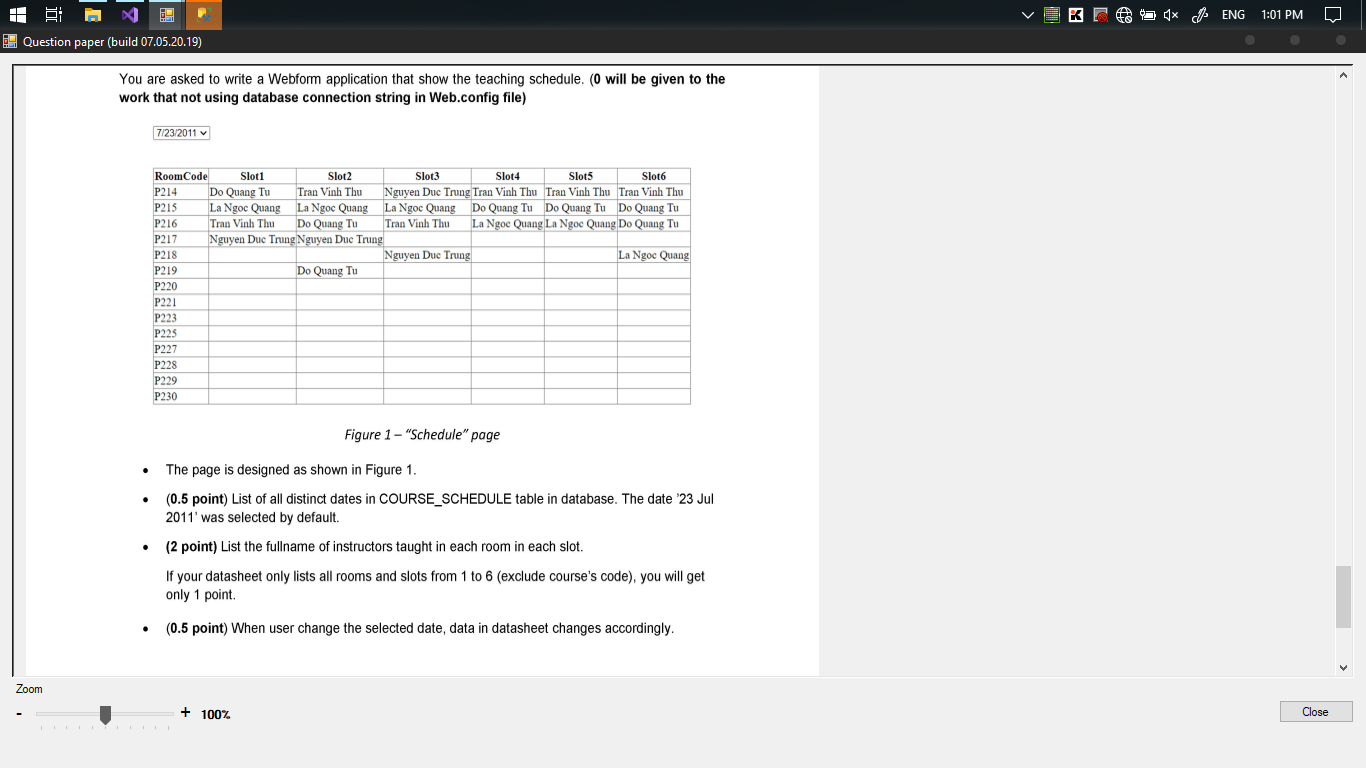 ENG 1:01 PM
Question paper (build 07.05.20.19)
You are asked to write a Webform application that show the teaching schedule. (0 will be given to the
work that not using database connection string in Web.config file)
7/23/2011
RoomCode Slot1 Slot2 Slot3 Slot4 Slot5 Slot6
P214 Do Quang Tu Tran Vinh Thu Nguyen Duc Trung Tran Vinh Thu Tran Vinh Thu Tran Vinh Thu
P215 La Ngoc Quang La Ngoc Quang La Ngoc Quang Do Quang Tu Do Quang Tu Do Quang Tu
P216 Tran Vinh Thu Do Quang Tu Tran Vinh Thu La Ngoc Quang La Ngoc Quang Do Quang Tu
P217 Nguyen Duc Trung Nguyen Duc Trung
P218 Nguyen Duc Trung La Ngoc Quang
P219 Do Quang Tu
P220
P221
P223
P225
P227
P228
P229
P230
Figure 1 – “Schedule” page
• The page is designed as shown in Figure 1.
• (0.5 point) List of all distinct dates in COURSE_SCHEDULE table in database. The date ’23 Jul
2011’ was selected by default.
• (2 point) List the fullname of instructors taught in each room in each slot.
If your datasheet only lists all rooms and slots from 1 to 6 (exclude course’s code), you will get
only 1 point.
• (0.5 point) When user change the selected date, data in datasheet changes accordingly.
Zoom
- + 100%
Close